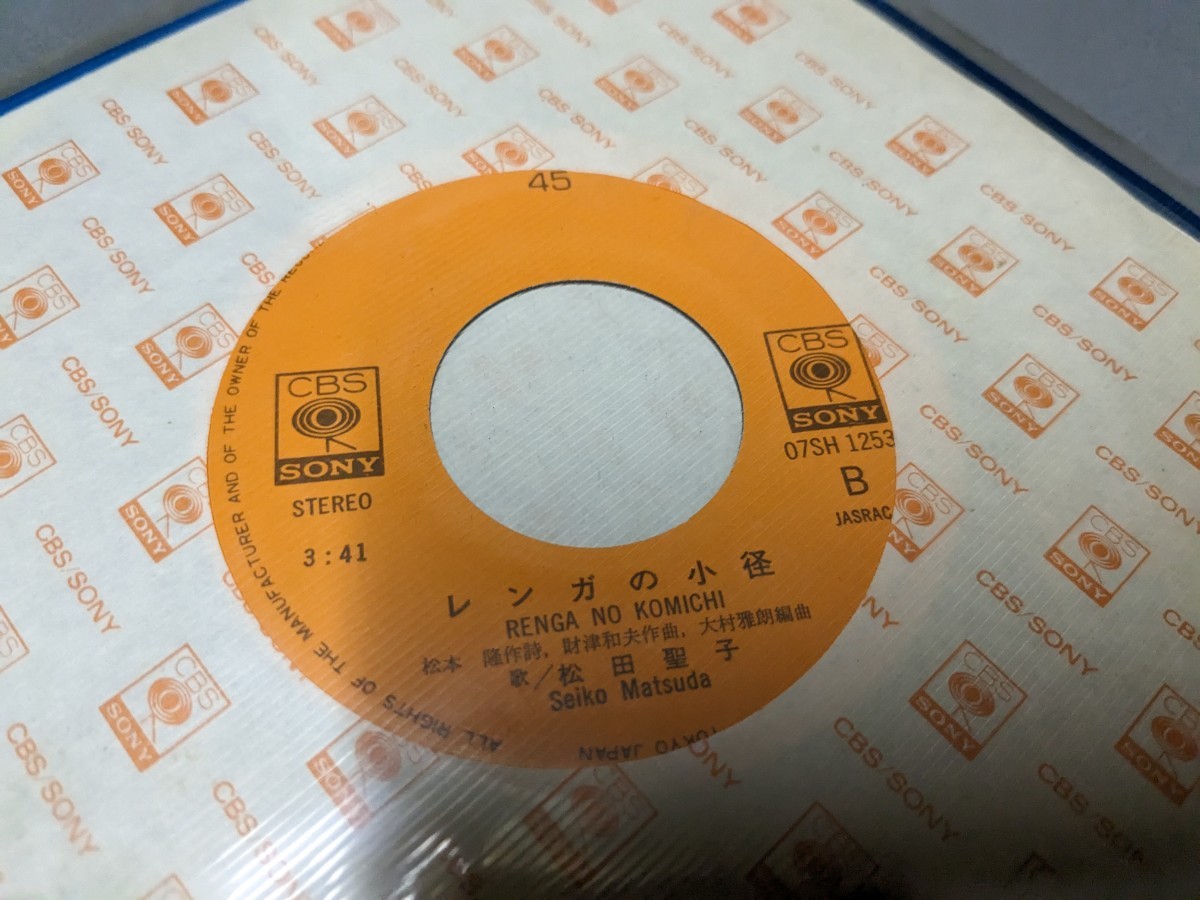 45
CBS
SONY
STEREO
3:41
CBS
SONY
07SH 1253
B
JASRAC
レンガの小径
RENGA NO KOMICHI
松本 隆作詩, 財津和夫作曲, 大村雅朗編曲
歌/松田聖子
Seiko Matsuda
ALL RIGHTS OF THE MANUFACTURER AND OF THE OWNER OF THE
TOKYO JAPAN
CBS/SONY